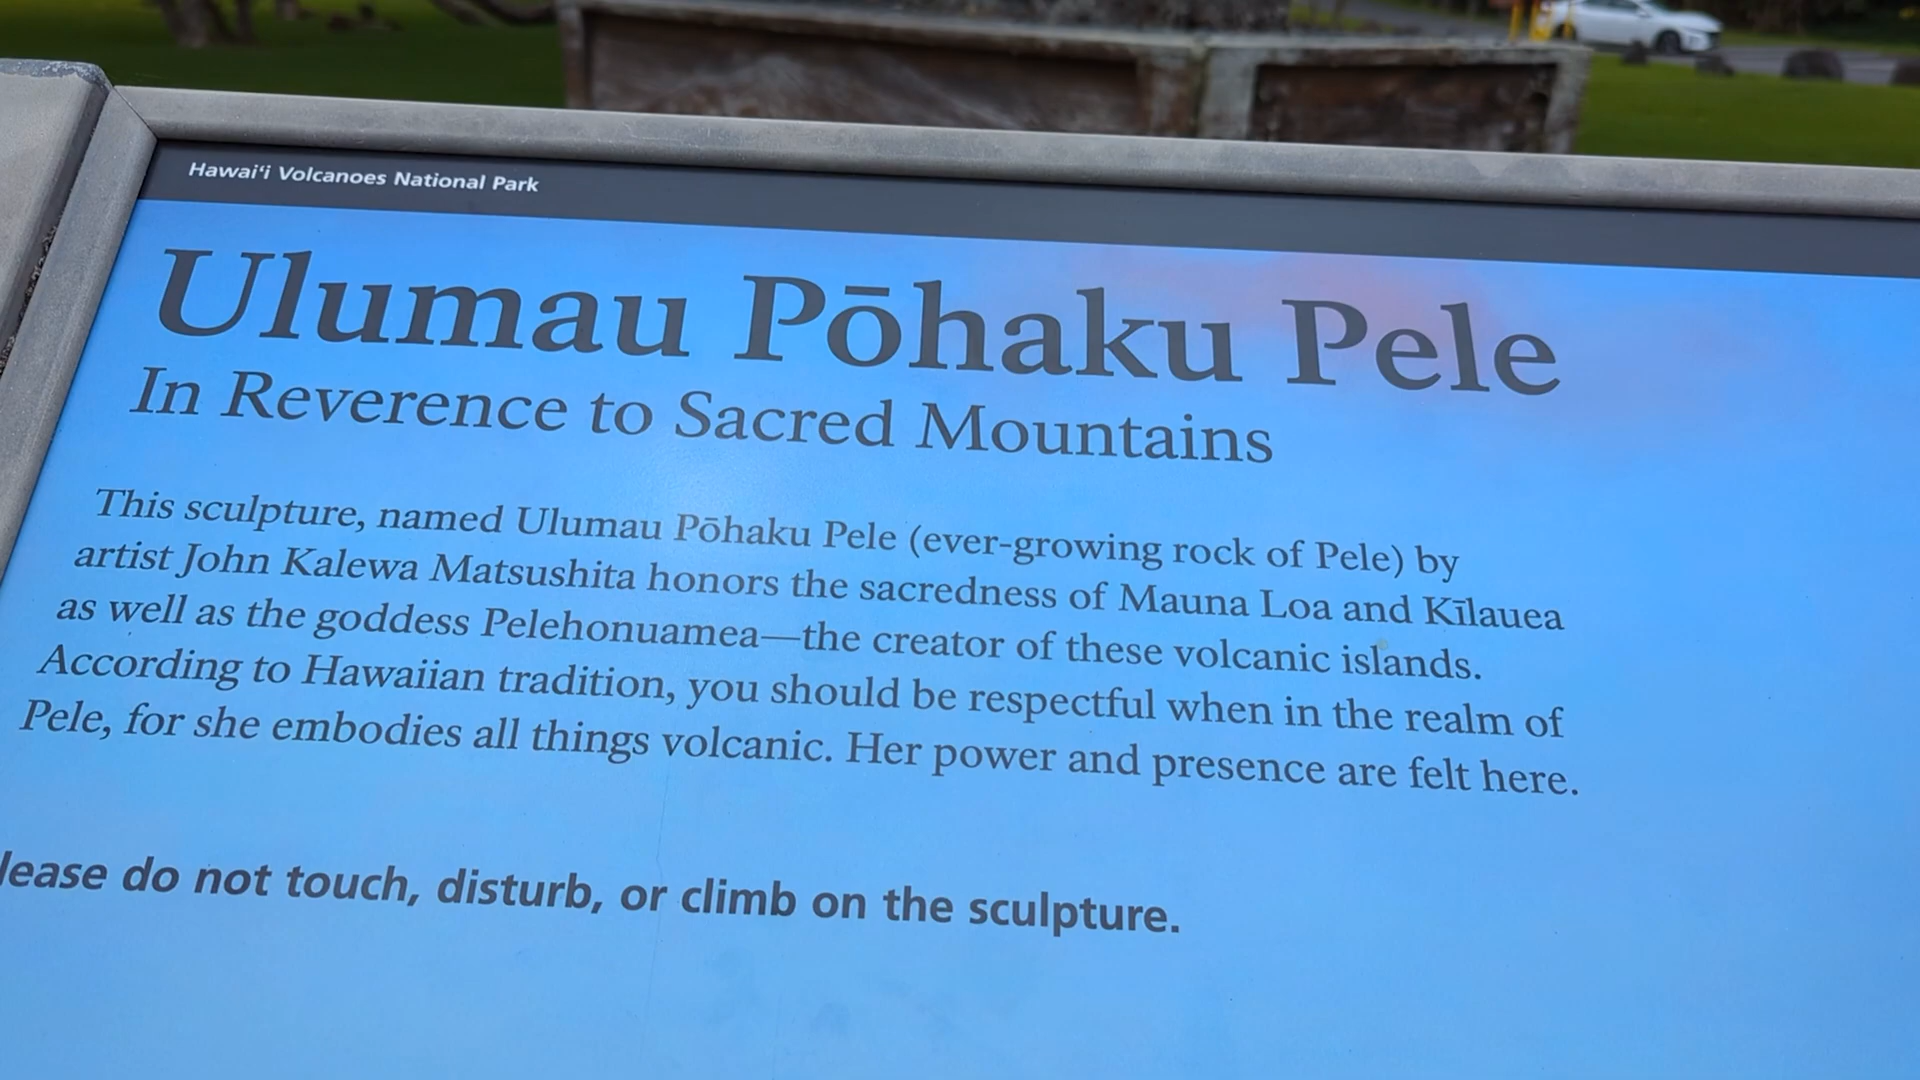 Hawaiʻi Volcanoes National Park
Ulumau Pōhaku Pele
In Reverence to Sacred Mountains
This sculpture, named Ulumau Pōhaku Pele (ever-growing rock of Pele) by
artist John Kalewa Matsushita honors the sacredness of Mauna Loa and Kīlauea
as well as the goddess Pelehonuamea—the creator of these volcanic islands.
According to Hawaiian tradition, you should be respectful when in the realm of
Pele, for she embodies all things volcanic. Her power and presence are felt here.
lease do not touch, disturb, or climb on the sculpture.